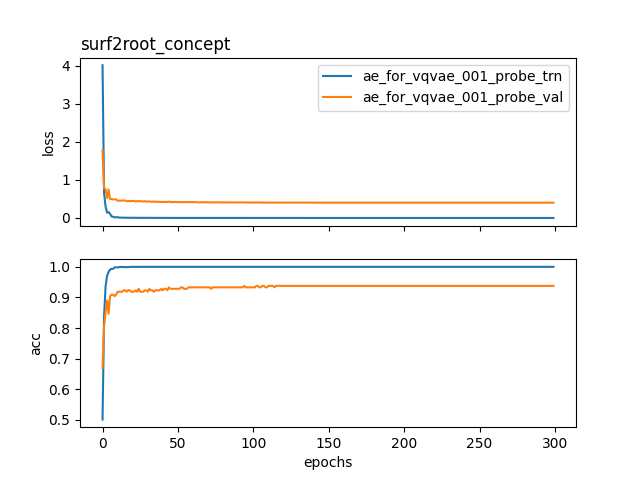 surf2root_concept
4
3
2
1
0
loss
ae_for_vqvae_001_probe_trn
ae_for_vqvae_001_probe_val
1.0
0.9
0.8
0.7
0.6
0.5
acc
0 50 100 150 200 250 300
epochs